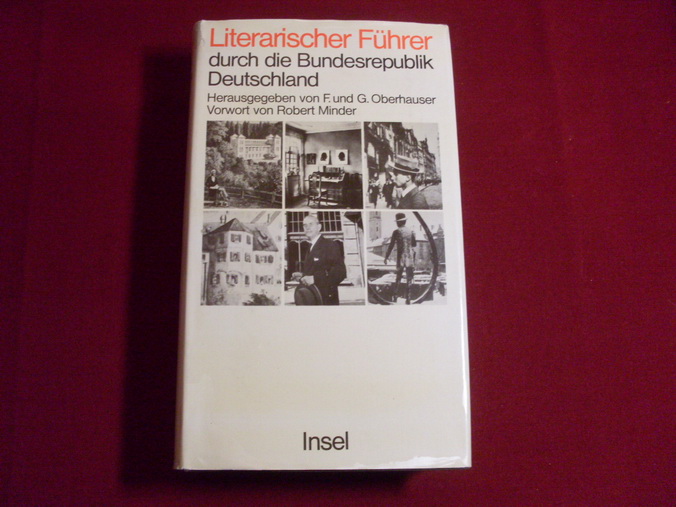 Literarischer Führer
durch die Bundesrepublik
Deutschland
Herausgegeben von F. und G. Oberhauser
Vorwort von Robert Minder
Insel